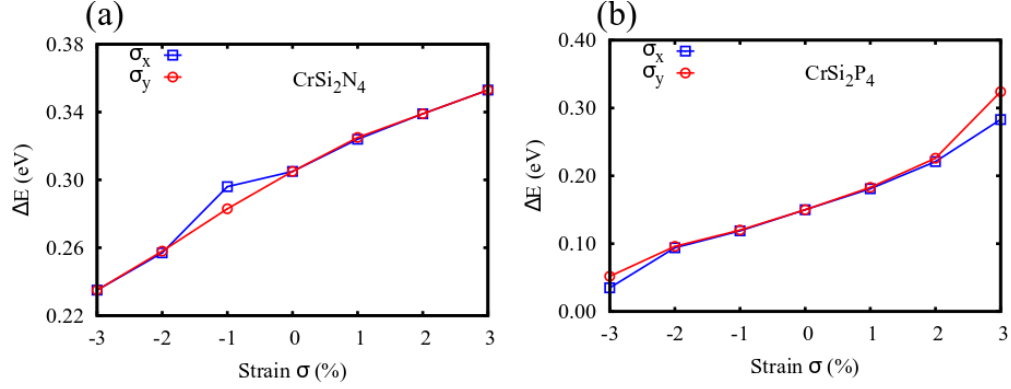 (a)
0.38
0.34
0.30
0.26
0.22
ΔE (eV)
σx
σy
CrSi2N4
-3 -2 -1 0 1 2 3
Strain σ (%)
(b)
0.40
0.30
0.20
0.10
0.00
ΔE (eV)
σx
σy
CrSi2P4
-3 -2 -1 0 1 2 3
Strain σ (%)